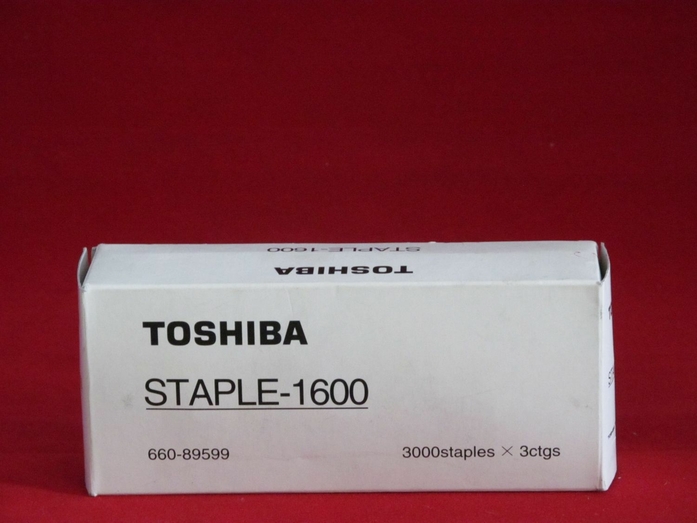 STAPLE-1600
TOSHIBA
TOSHIBA
STAPLE-1600
660-89599 3000staples × 3ctgs